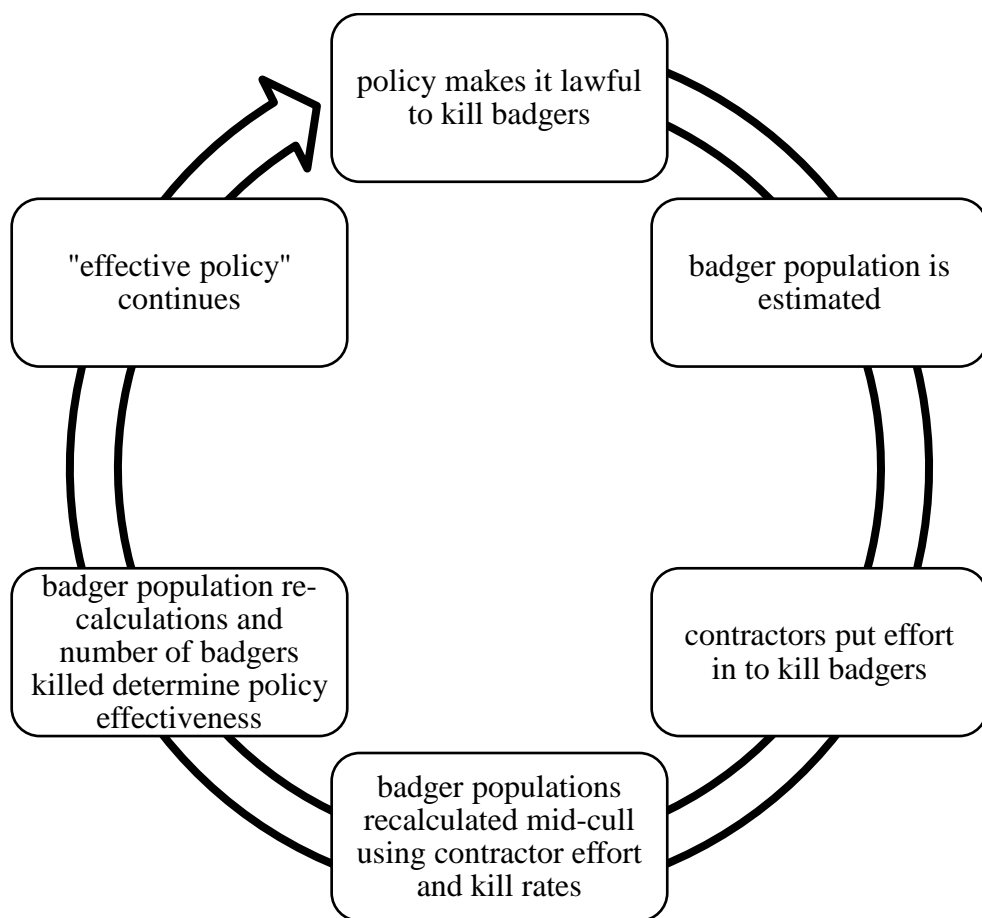 policy makes it lawful
to kill badgers
badger population is
estimated
contractors put effort
in to kill badgers
badger populations
recalculated mid-cull
using contractor effort
and kill rates
badger population re-
calculations and
number of badgers
killed determine policy
effectiveness
"effective policy"
continues